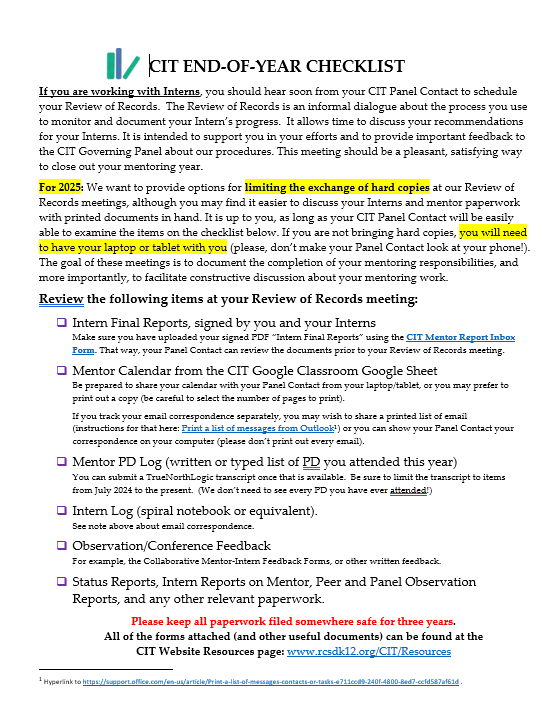 CIT END-OF-YEAR CHECKLIST
If you are working with Interns, you should hear soon from your CIT Panel Contact to schedule
your Review of Records.  The Review of Records is an informal dialogue about the process you use
to monitor and document your Intern's progress.  It allows time to discuss your recommendations
for your Interns. It is intended to support you in your efforts and to provide important feedback to
the CIT Governing Panel about our procedures. This meeting should be a pleasant, satisfying way
to close out your mentoring year.
For 2025: We want to provide options for limiting the exchange of hard copies at our Review of
Records meetings, although you may find it easier to discuss your Interns and mentor paperwork
with printed documents in hand. It is up to you, as long as your CIT Panel Contact will be easily
able to examine the items on the checklist below. If you are not bringing hard copies, you will need
to have your laptop or tablet with you (please, don't make your Panel Contact look at your phone!).
The goal of these meetings is to document the completion of your mentoring responsibilities, and
more importantly, to facilitate constructive discussion about your mentoring work.
Review the following items at your Review of Records meeting:
❑ Intern Final Reports, signed by you and your Interns
Make sure you have uploaded your signed PDF "Intern Final Reports" using the CIT Mentor Report Inbox
Form. That way, your Panel Contact can review the documents prior to your Review of Records meeting.
❑ Mentor Calendar from the CIT Google Classroom Google Sheet
Be prepared to share your calendar with your Panel Contact from your laptop/tablet, or you may prefer to
print out a copy (be careful to select the number of pages to print).
If you track your email correspondence separately, you may wish to share a printed list of email
(instructions for that here: Print a list of messages from Outlook¹) or you can show your Panel Contact your
correspondence on your computer (please don't print out every email).
❑ Mentor PD Log (written or typed list of PD you attended this year)
You can submit a TrueNorthLogic transcript once that is available.  Be sure to limit the transcript to items
from July 2024 to the present.  (We don't need to see every PD you have ever attended!)
❑ Intern Log (spiral notebook or equivalent).
See note above about email correspondence.
❑ Observation/Conference Feedback
For example, the Collaborative Mentor-Intern Feedback Forms, or other written feedback.
❑ Status Reports, Intern Reports on Mentor, Peer and Panel Observation
Reports, and any other relevant paperwork.
Please keep all paperwork filed somewhere safe for three years.
All of the forms attached (and other useful documents) can be found at the
CIT Website Resources page: www.rcsdk12.org/CIT/Resources
¹ Hyperlink to https://support.office.com/en-us/article/Print-a-list-of-messages-contacts-or-tasks-e711ccd9-240f-4800-8ed7-ccfd587af61d .